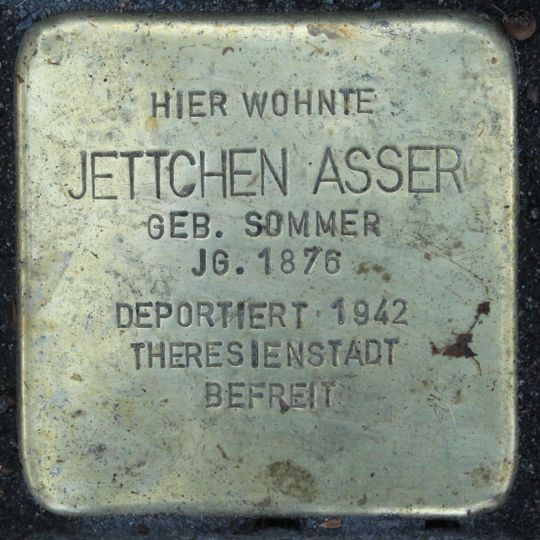 HIER WOHNTE
JETTCHEN ASSER
GEB. SOMMER
JG. 1876
DEPORTIERT 1942
THERESIENSTADT
BEFREIT